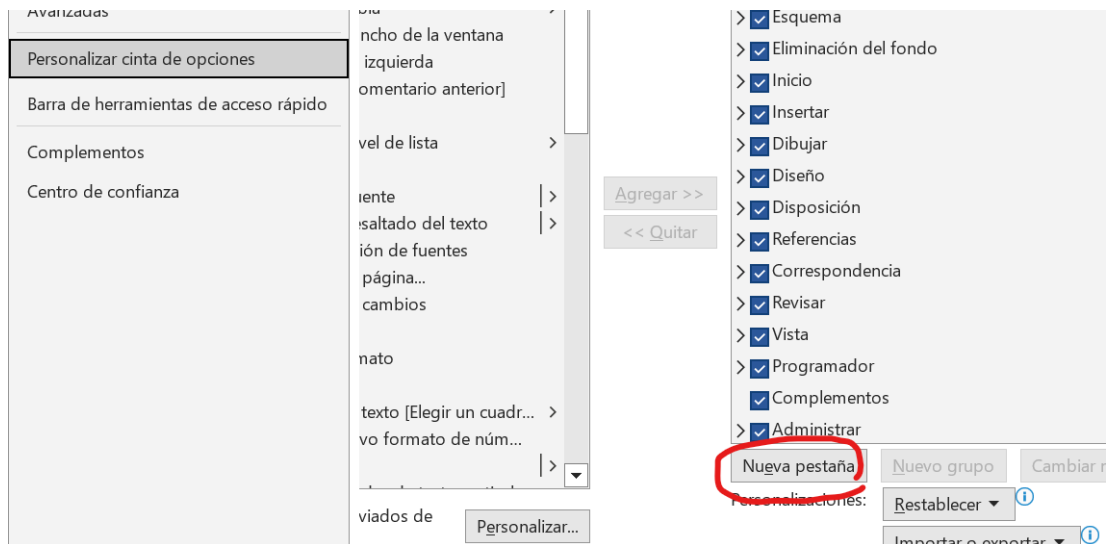 Avanzadas
Personalizar cinta de opciones
Barra de herramientas de acceso rápido
Complementos
Centro de confianza
ncho de la ventana
izquierda
omentario anterior]
vel de lista
uente
esaltado del texto
ión de fuentes
página...
cambios
mato
texto [Elegir un cuadr...
vo formato de núm...
viados de
Personalizar...
Agregar >>
<< Quitar
Esquema
Eliminación del fondo
Inicio
Insertar
Dibujar
Diseño
Disposición
Referencias
Correspondencia
Revisar
Vista
Programador
Complementos
Administrar
Nueva pestaña
Nuevo grupo
Cambiar
Personalizaciones:
Restablecer
Importar o exportar